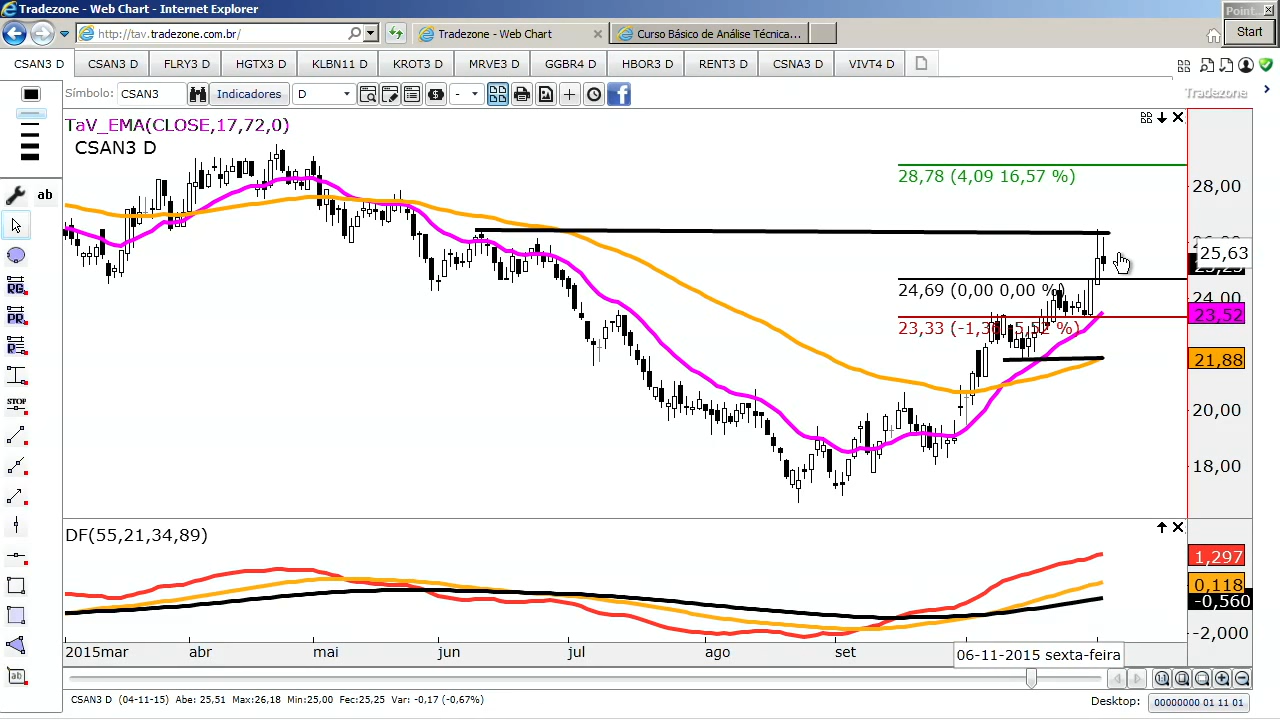 Tradezone - Web Chart - Internet Explorer
Point...
Start
http://tav.tradezone.com.br/
Tradezone - Web Chart
Curso Básico de Análise Técnica...
CSAN3 D
CSAN3 D
FLRY3 D
HGTX3 D
KLBN11 D
KROT3 D
MRVE3 D
GGBR4 D
HBOR3 D
RENT3 D
CSNA3 D
VIVT4 D
Símbolo:
CSAN3
Indicadores
D
-
Tradezone
TaV_EMA(CLOSE,17,72,0)
CSAN3 D
28,78 (4,09 16,57 %)
24,69 (0,00 0,00 %)
28,00
25,63
24,00
23,52
21,88
20,00
18,00
ab
RG
PR
STOP
ab
DF(55,21,34,89)
1,297
0,118
-0,560
-2,000
2015mar
abr
mai
jun
jul
ago
set
06-11-2015 sexta-feira
CSAN3 D (04-11-15) Abe: 25,51 Max:26,18 Min:25,00 Fec:25,25 Var: -0,17 (-0,67%)
Desktop:
00000000 01 11 01